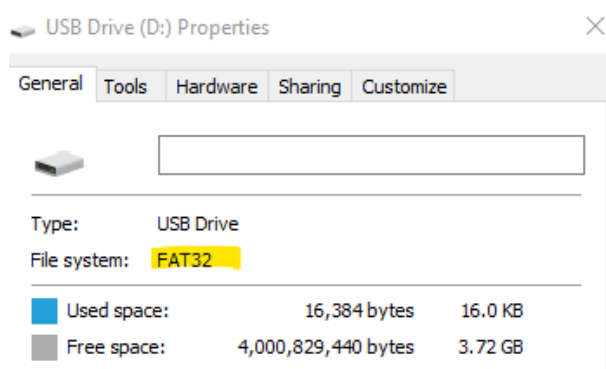 USB Drive (D:) Properties
General Tools Hardware Sharing Customize
Type: USB Drive
File system: FAT32
Used space: 16,384 bytes 16.0 KB
Free space: 4,000,829,440 bytes 3.72 GB